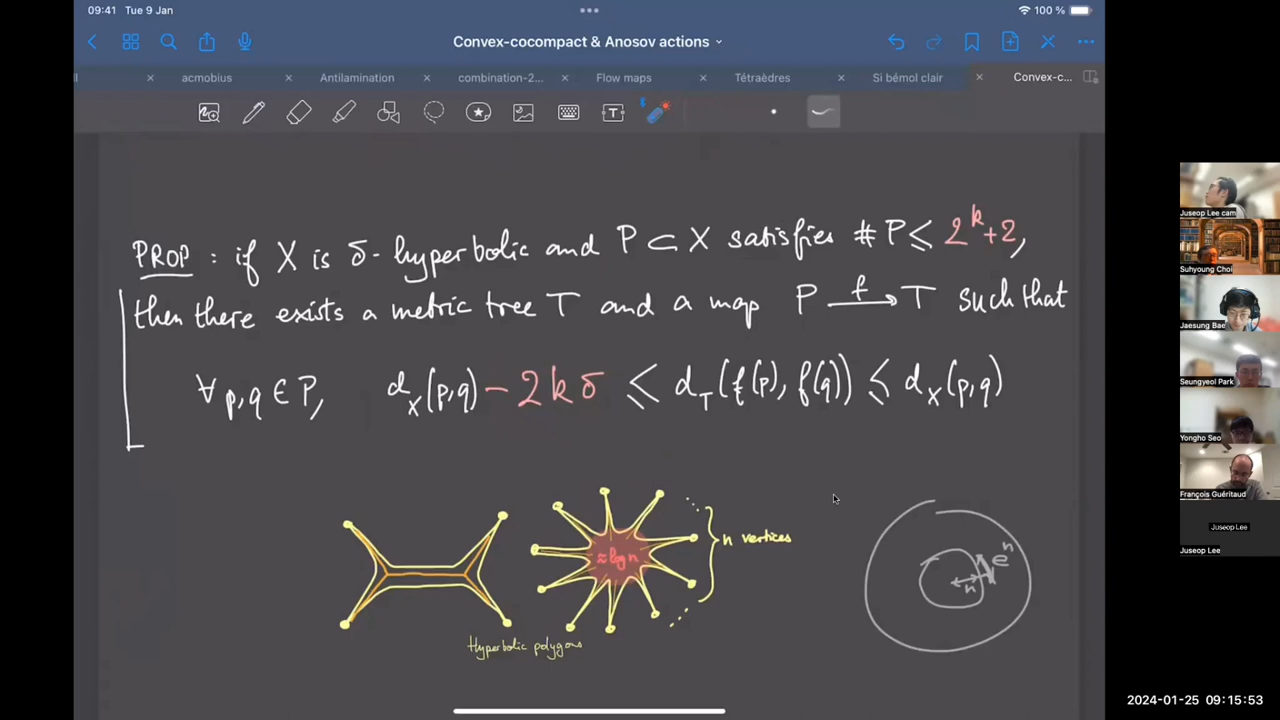 09:41 Tue 9 Jan
100 %
Convex-cocompact & Anosov actions
acmobius
Antilamination
combination-2...
Flow maps
Tétraèdres
Si bémol clair
Convex-c...
PROP : if X is δ-hyperbolic and P ⊂ X satisfies # P ≤ 2^k+2,
then there exists a metric tree T and a map P f→ T such that
∀ p,q ∈ P, d_X(p,q) - 2kδ ≤ d_T(f(p), f(q)) ≤ d_X(p,q)
≈ log n
n vertices
e^n
n
Hyperbolic polygons
Juseop Lee cam
Suhyoung Choi
Jaesung Bae
Seungyeol Park
Yongho Seo
François Guéritaud
Juseop Lee
Juseop Lee
2024-01-25 09:15:53